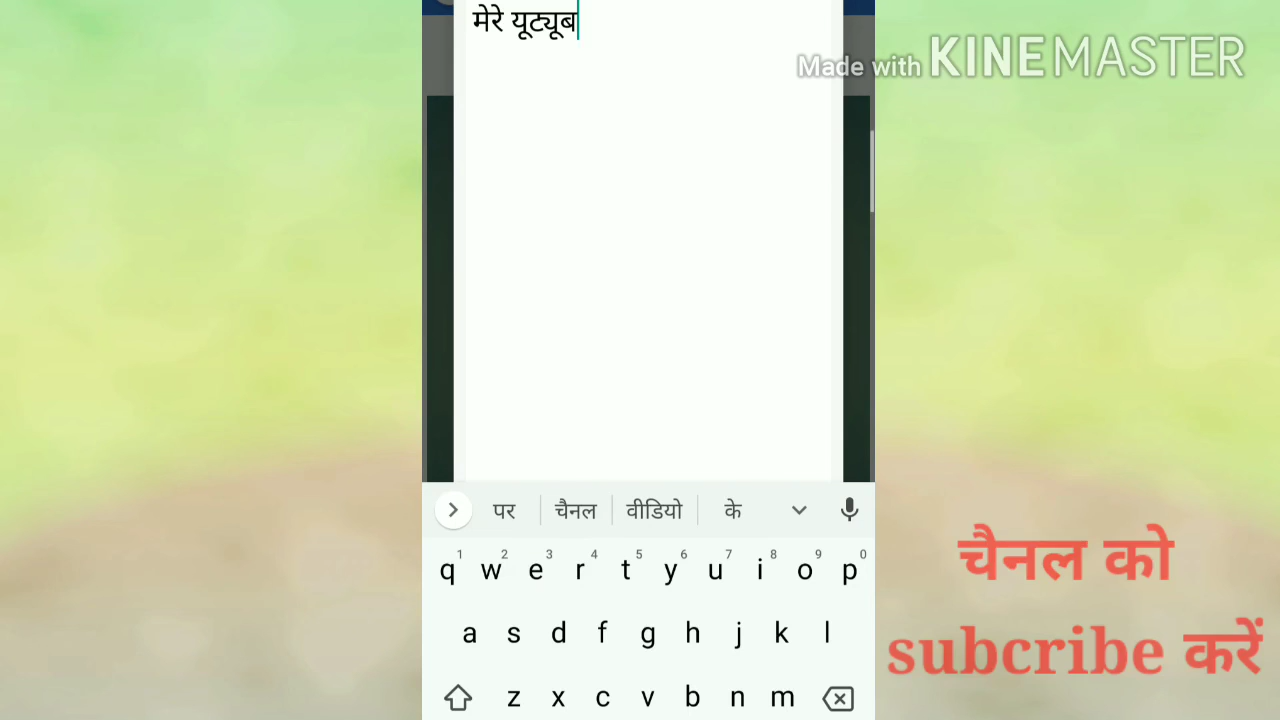 मेरे यूट्यूब
Made with KINEMASTER
पर चैनल वीडियो के
1 2 3 4 5 6 7 8 9 0
q w e r t y u i o p
a s d f g h j k l
z x c v b n m
चैनल को
subcribe करें